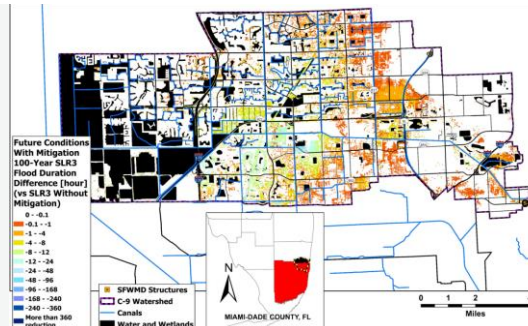 Future Conditions
With Mitigation
100-Year SLR3
Flood Duration
Difference [hour]
(vs SLR3 Without
Mitigation)
0 - -0.1
-0.1 - -1
-1 - -4
-4 - -8
-8 - -12
-12 - -24
-24 - -48
-48 - -96
-96 - -168
-168 - -240
-240 - -360
More than 360
reduction
N
MIAMI-DADE COUNTY, FL
SFWMD Structures
C-9 Watershed
Canals
Water and Wetlands
0 1 2
Miles